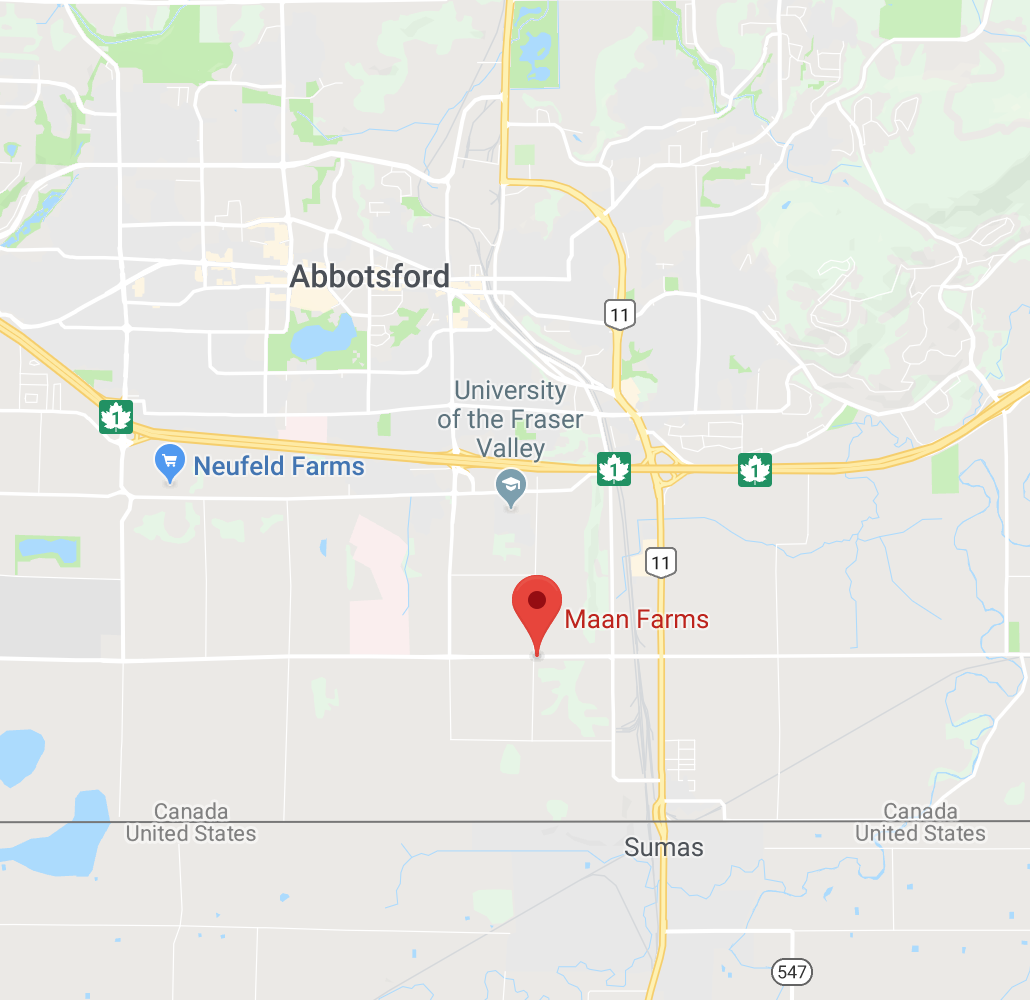 Abbotsford
11
University
of the Fraser
Valley
1
Neufeld Farms
1
1
11
Maan Farms
Canada
United States
Canada
United States
Sumas
547